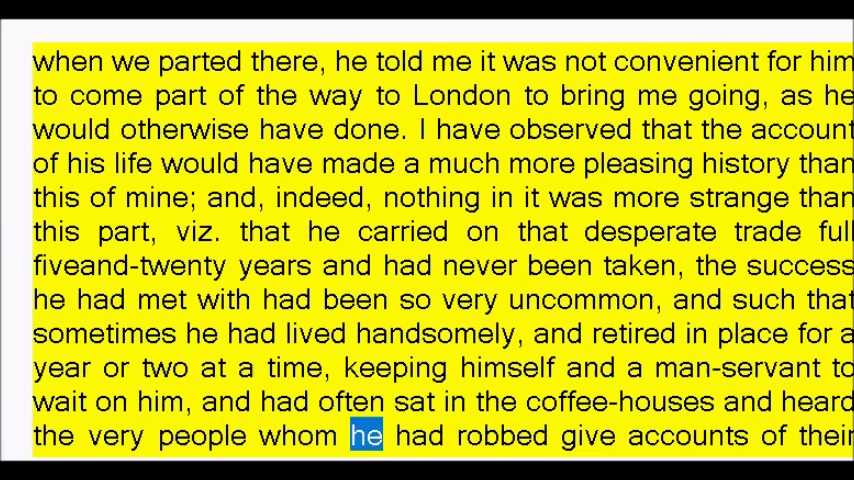 when we parted there, he told me it was not convenient for him
to come part of the way to London to bring me going, as he
would otherwise have done. I have observed that the account
of his life would have made a much more pleasing history than
this of mine; and, indeed, nothing in it was more strange than
this part, viz. that he carried on that desperate trade full
fiveand-twenty years and had never been taken, the success
he had met with had been so very uncommon, and such that
sometimes he had lived handsomely, and retired in place for a
year or two at a time, keeping himself and a man-servant to
wait on him, and had often sat in the coffee-houses and heard
the very people whom he had robbed give accounts of their